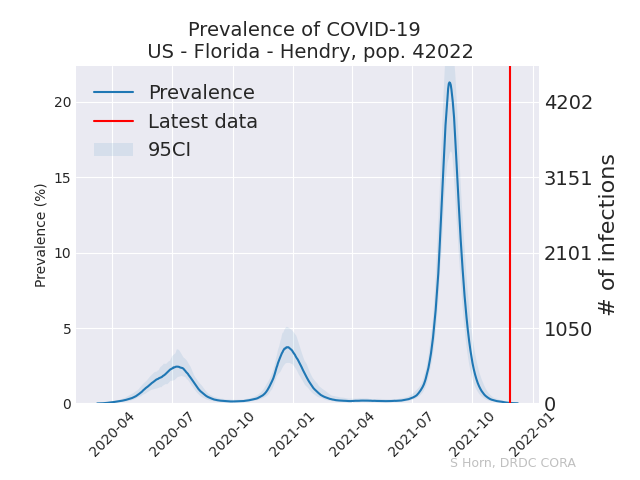 Prevalence of COVID-19
US - Florida - Hendry, pop. 42022
Prevalence
Latest data
95CI
Prevalence (%)
20
15
10
5
0
4202
3151
2101
1050
0
# of infections
2020-04
2020-07
2020-10
2021-01
2021-04
2021-07
2021-10
2022-01
S Horn, DRDC CORA